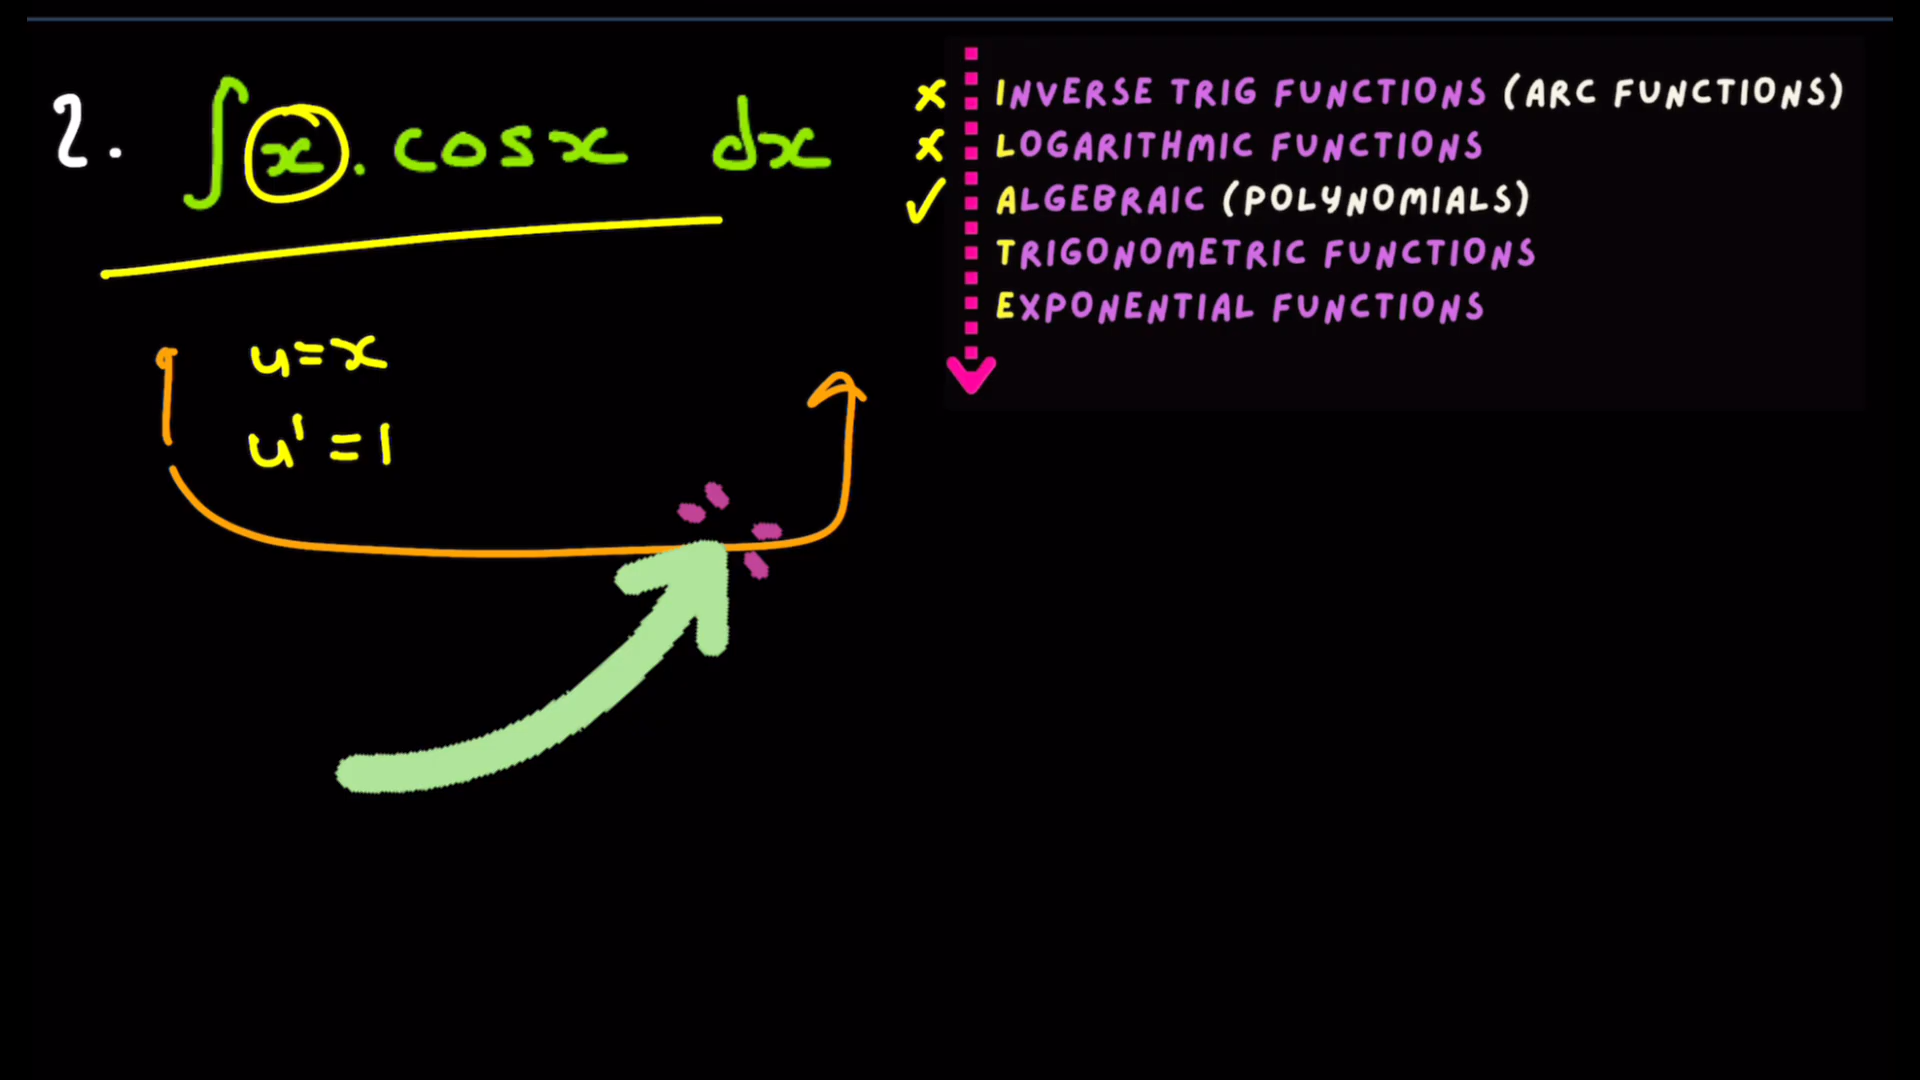 2. ∫x.cosx dx
u=x
u'=1
x INVERSE TRIG FUNCTIONS (ARC FUNCTIONS)
x LOGARITHMIC FUNCTIONS
✓ ALGEBRAIC (POLYNOMIALS)
TRIGONOMETRIC FUNCTIONS
EXPONENTIAL FUNCTIONS